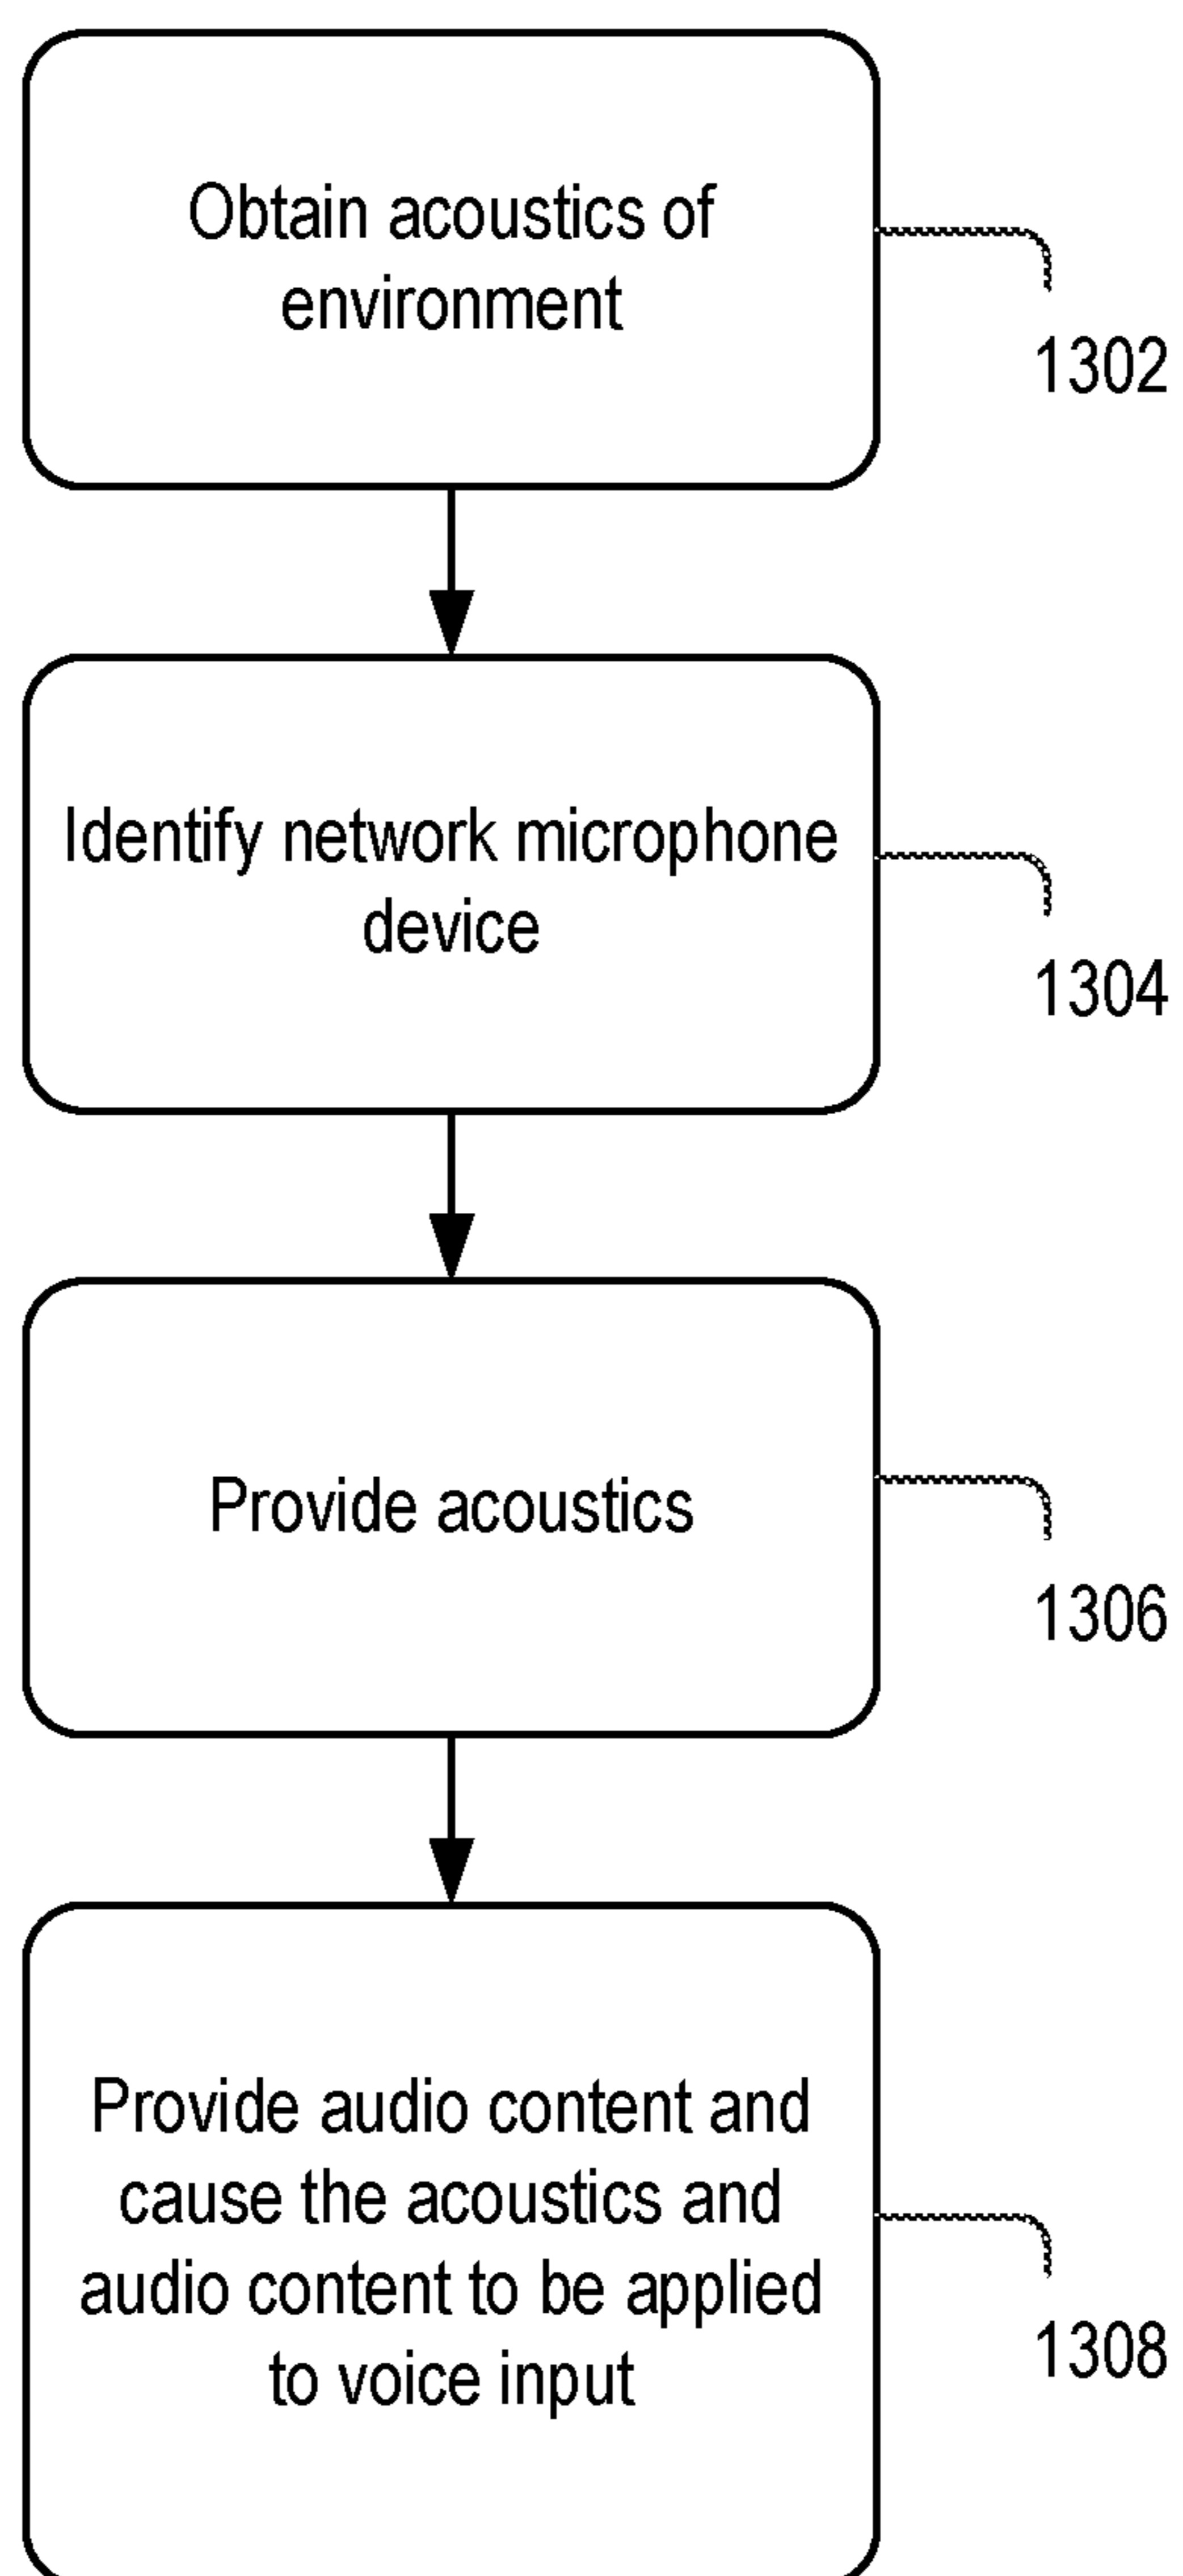 Obtain acoustics of
environment
1302
Identify network microphone
device
1304
Provide acoustics
1306
Provide audio content and
cause the acoustics and
audio content to be applied
to voice input
1308